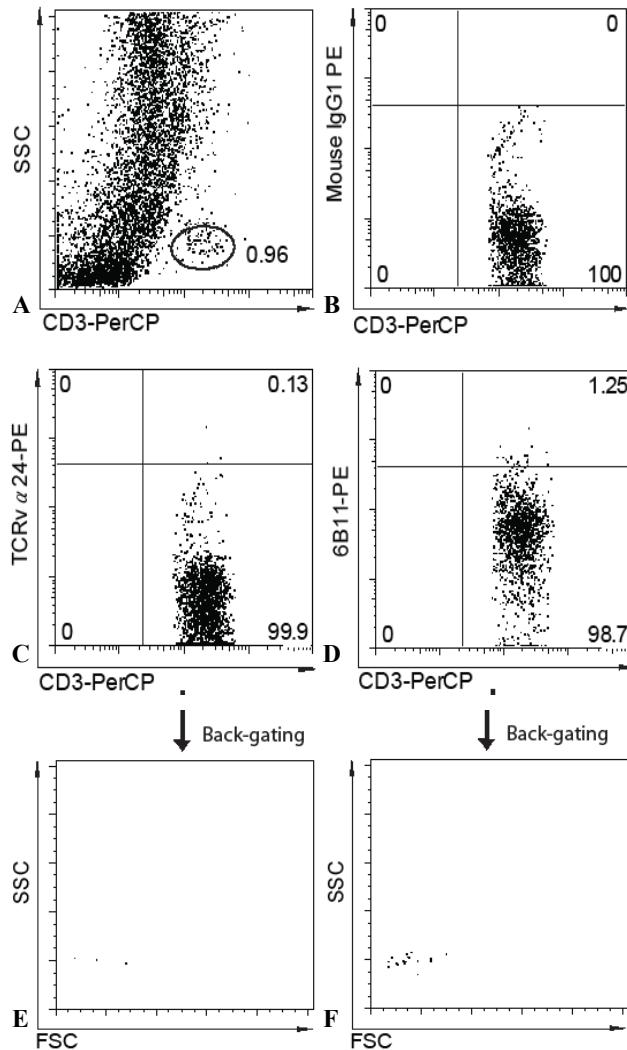 SSC
0.96
A
CD3-PerCP
Mouse IgG1 PE
0 0
0 100
B
CD3-PerCP
TCRv α 24-PE
0 0.13
0 99.9
C
CD3-PerCP
6B11-PE
0 1.25
0 98.7
D
CD3-PerCP
Back-gating
Back-gating
SSC
E
FSC
SSC
F
FSC